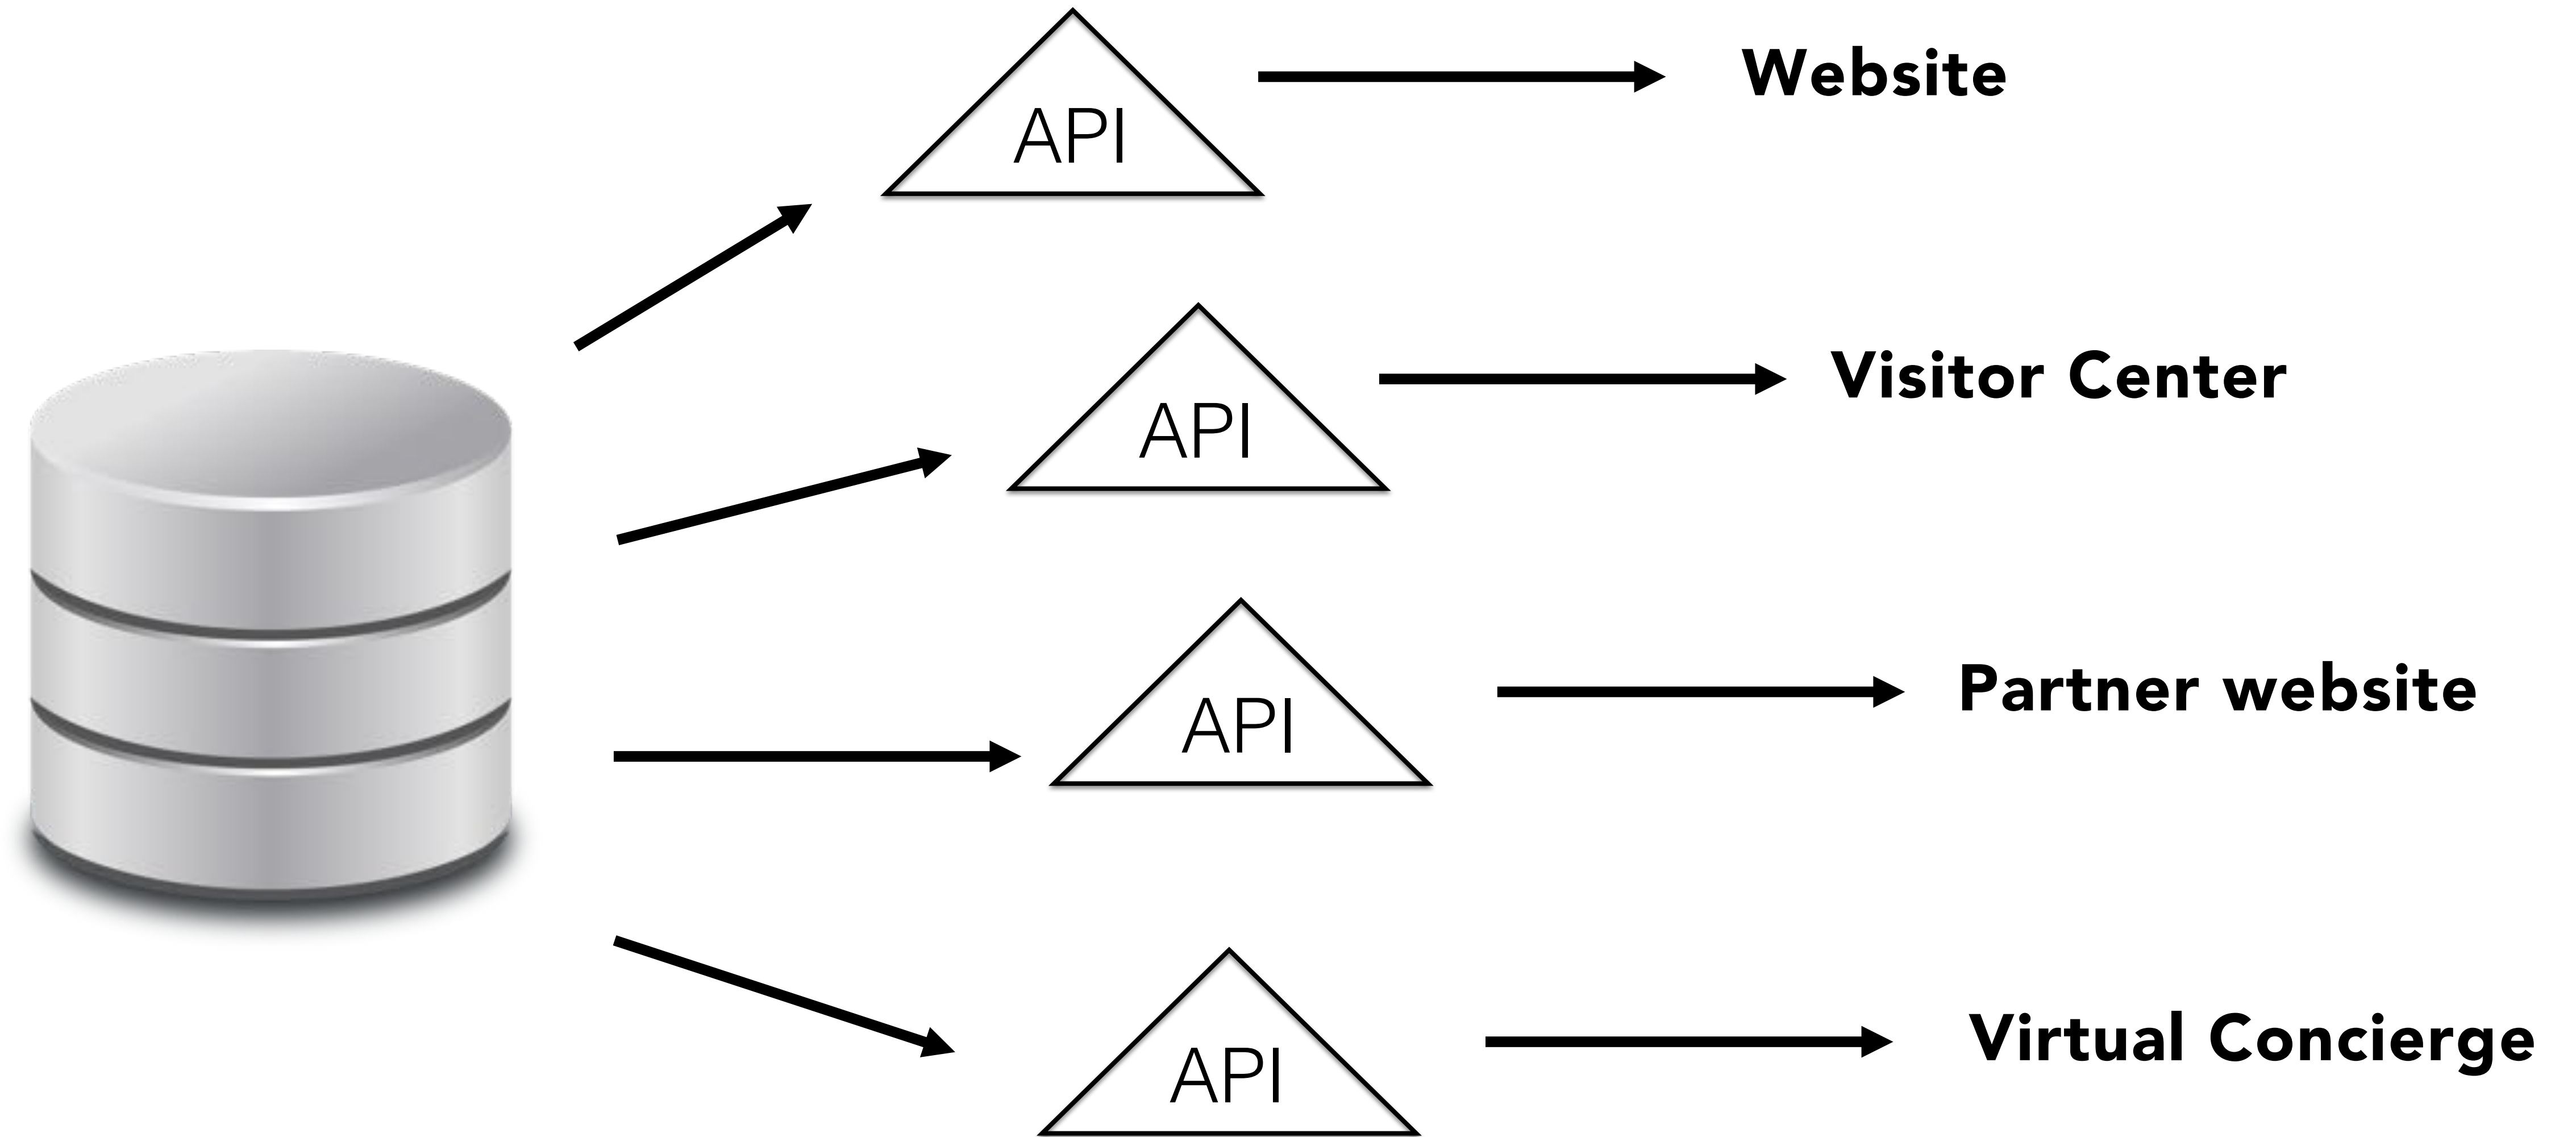 API
Website
API
Visitor Center
API
Partner website
API
Virtual Concierge